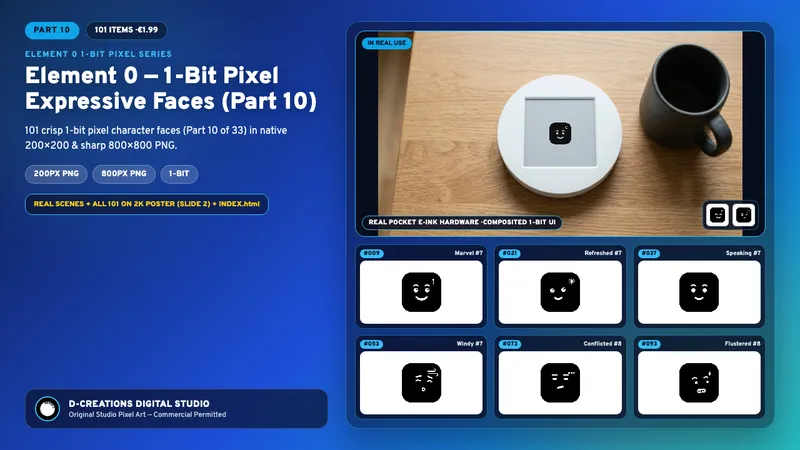 PART 10
101 ITEMS ·€1.99
ELEMENT 0 1-BIT PIXEL SERIES
Element 0 — 1-Bit Pixel
Expressive Faces (Part 10)
101 crisp 1-bit pixel character faces (Part 10 of 33) in native
200×200 & sharp 800×800 PNG.
200PX PNG
800PX PNG
1-BIT
REAL SCENES + ALL 101 ON 2K POSTER (SLIDE 2) + INDEX.html
D-CREATIONS DIGITAL STUDIO
Original Studio Pixel Art — Commercial Permitted
IN REAL USE
REAL POCKET E-INK HARDWARE ·COMPOSITED 1-BIT UI
#009
Marvel #7
#021
Refreshed #7
#037
Speaking #7
#053
Windy #7
#073
Conflicted #8
#093
Flustered #8